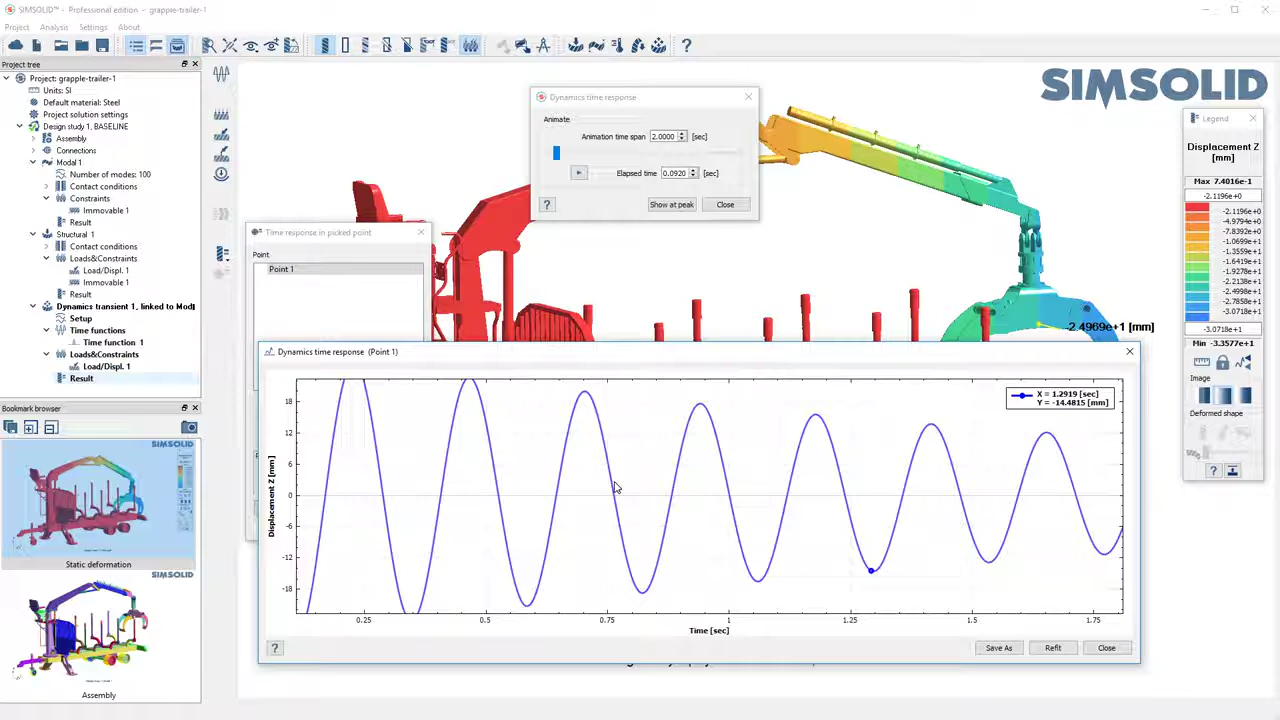 SIMSOLID™ - Professional edition - grapple-trailer-1
Project Analysis Settings About
Project tree
Project: grapple-trailer-1
Units: SI
Default material: Steel
Project solution settings
Design study 1, BASELINE
Assembly
Connections
Modal 1
Number of modes: 100
Contact conditions
Constraints
Immovable 1
Result
Structural 1
Contact conditions
Loads&Constraints
Load/Displ. 1
Immovable 1
Result
Dynamics transient 1, linked to Mod
Setup
Time functions
Time function 1
Loads&Constraints
Load/Displ. 1
Result
Bookmark browser
SIMSOLID
Static deformation
SIMSOLID
Assembly
SIMSOLID
Dynamics time response
Animate
Animation time span 2.0000 [sec]
Elapsed time 0.0920 [sec]
? Show at peak Close
Time response in picked point
Point
Point 1
-2.4969e+1 [mm]
Legend
Displacement Z
[mm]
Max 7.4016e-1
-2.1196e+0
-2.1196e+0
-4.9794e+0
-7.8392e+0
-1.0699e+1
-1.3559e+1
-1.6419e+1
-1.9278e+1
-2.2138e+1
-2.4998e+1
-2.7858e+1
-3.0718e+1
-3.0718e+1
Min -3.3577e+1
Image
Deformed shape
?
Dynamics time response (Point 1)
X = 1.2919 [sec]
Y = -14.4815 [mm]
Displacement Z [mm]
18
12
6
0
-6
-12
-18
0.25 0.5 0.75 1 1.25 1.5 1.75
Time [sec]
? Save As Refit Close